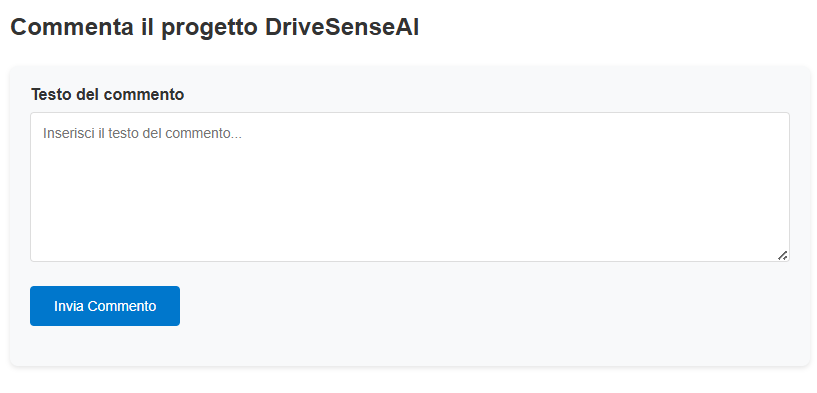 Commenta il progetto DriveSenseAI
Testo del commento
Inserisci il testo del commento...
Invia Commento